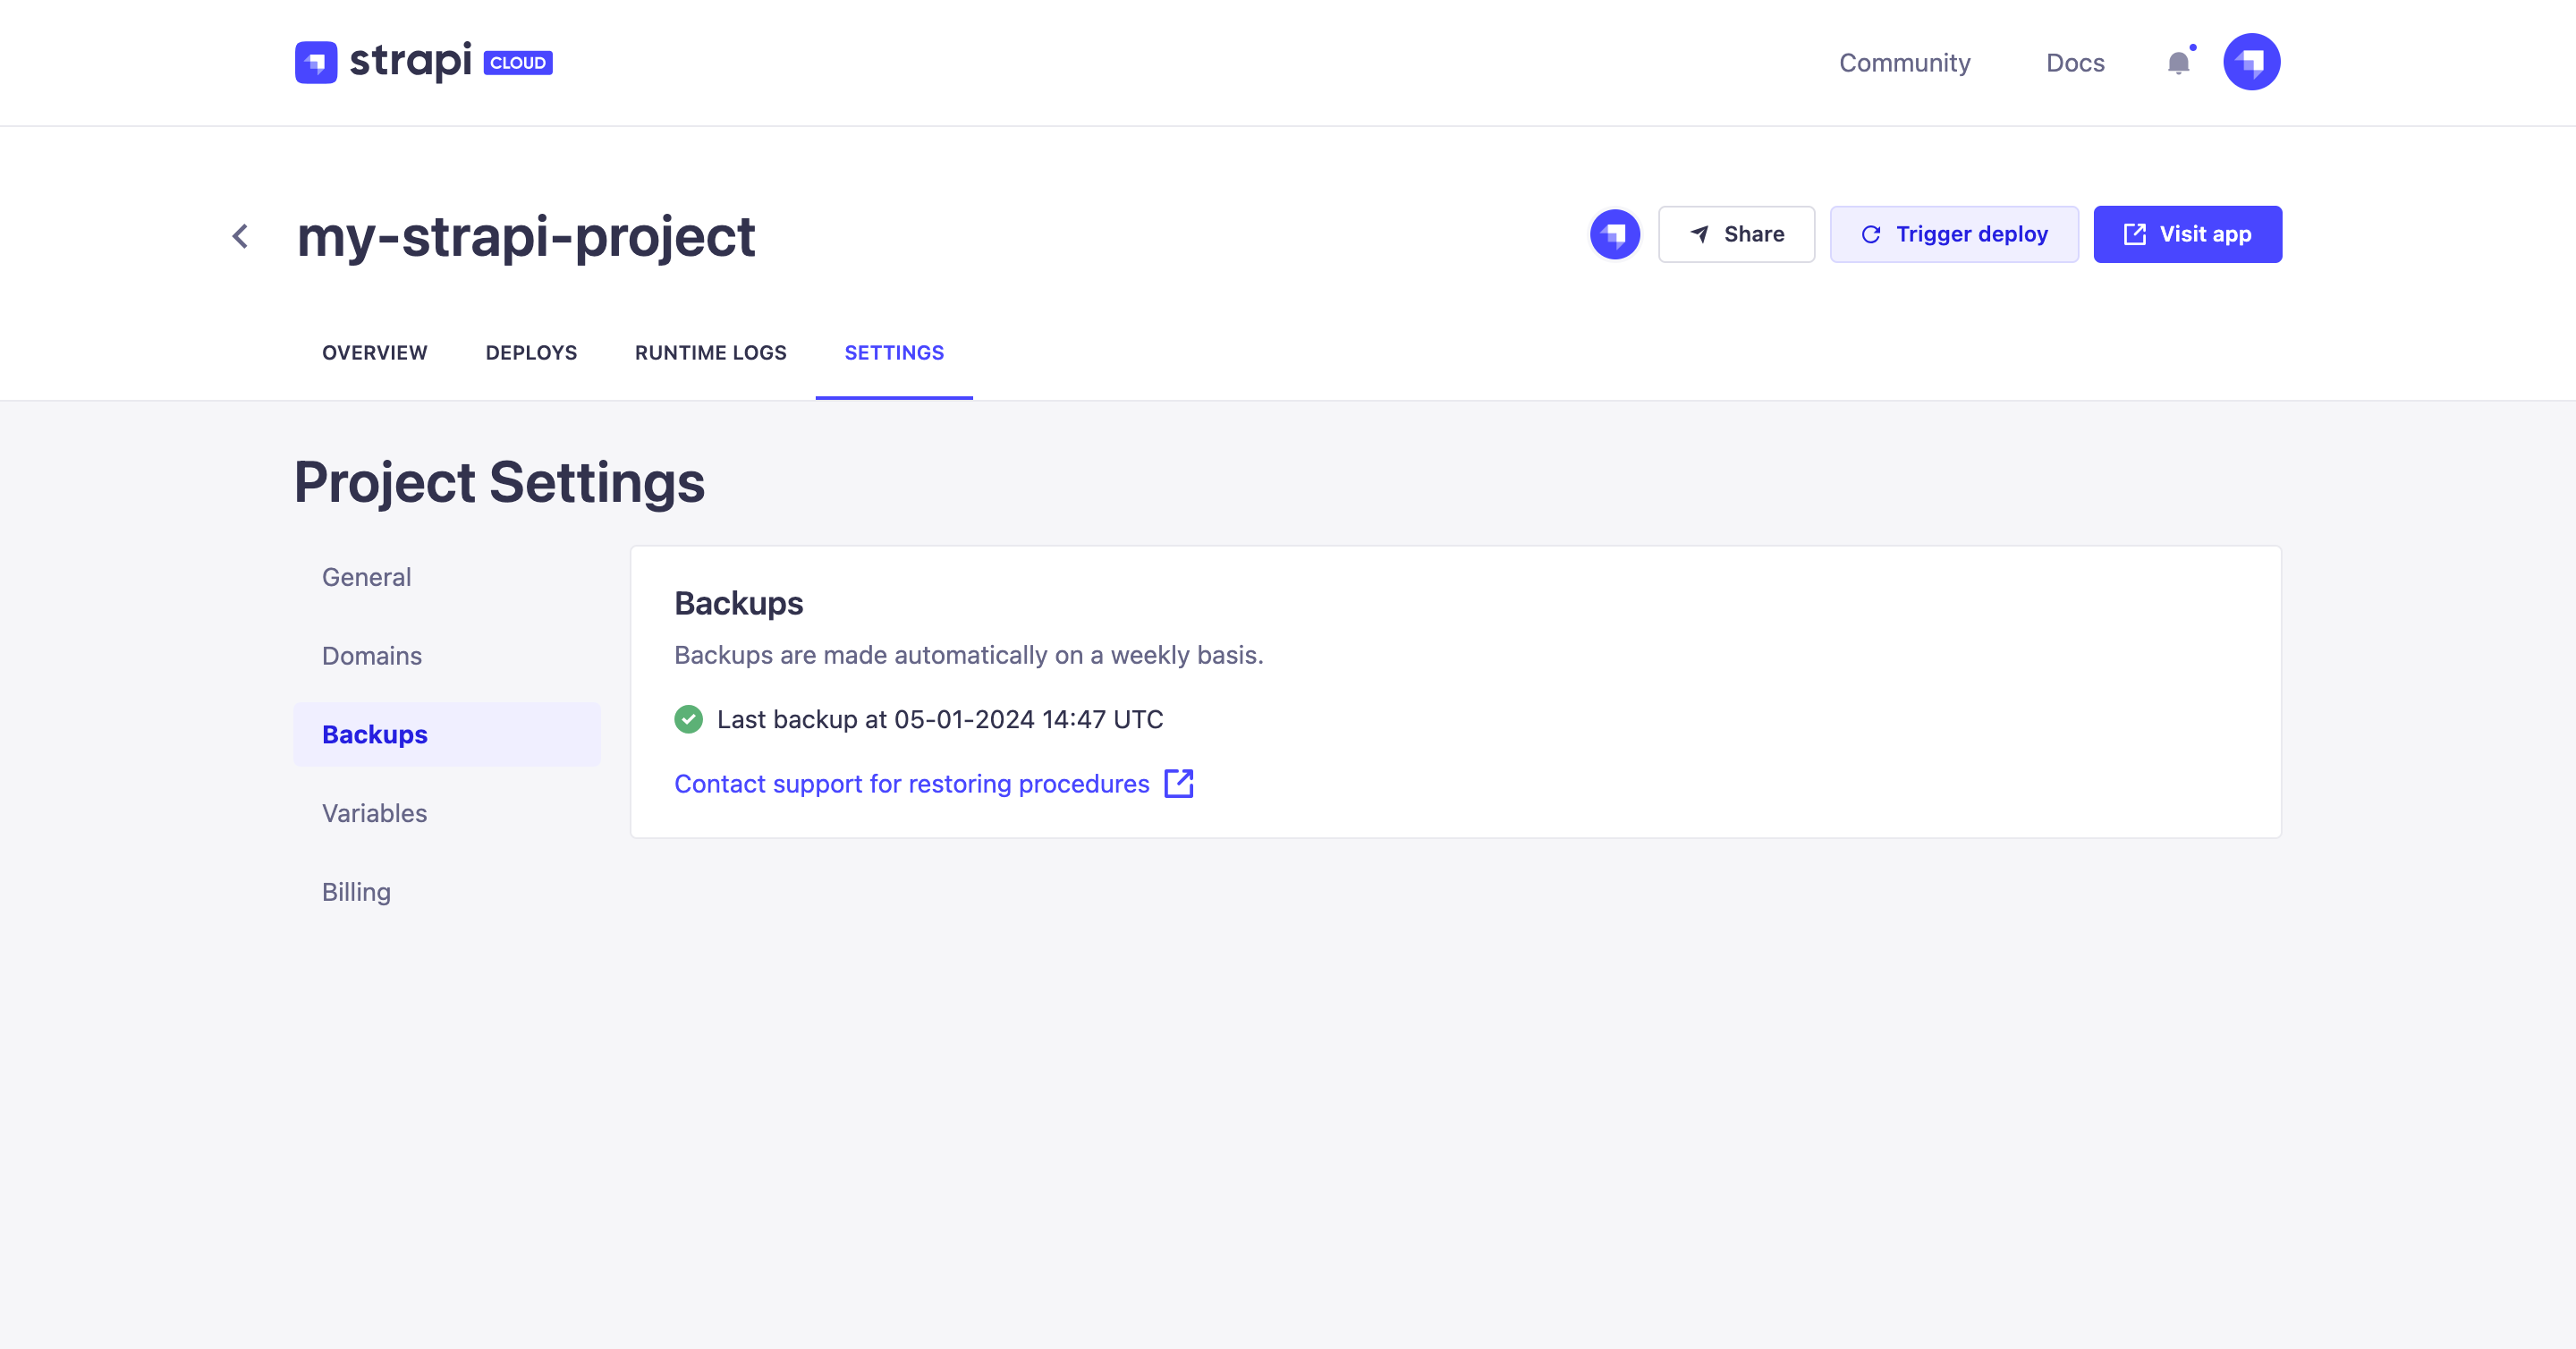 strapi CLOUD
Community Docs
my-strapi-project
Share Trigger deploy Visit app
OVERVIEW DEPLOYS RUNTIME LOGS SETTINGS
Project Settings
General
Domains
Backups
Variables
Billing
Backups
Backups are made automatically on a weekly basis.
Last backup at 05-01-2024 14:47 UTC
Contact support for restoring procedures